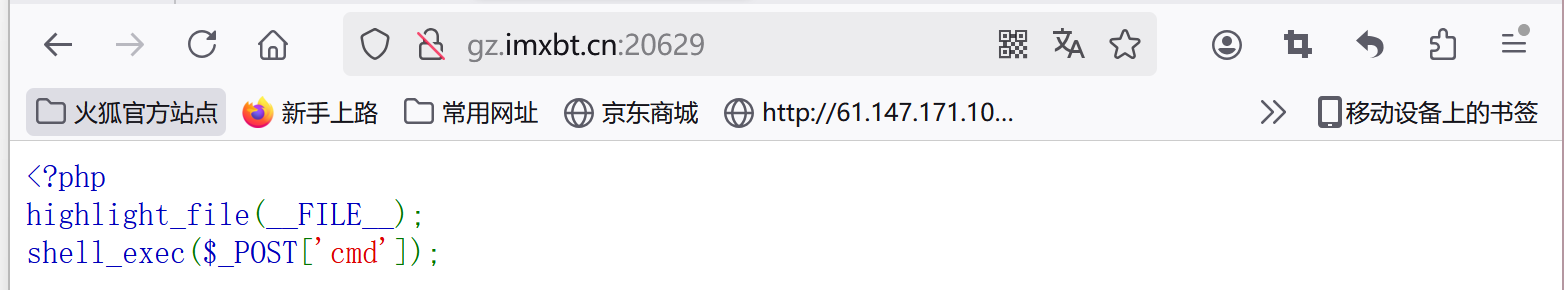 gz.imxbt.cn:20629
火狐官方站点 新手上路 常用网址 京东商城 http://61.147.171.10... 移动设备上的书签
<?php
highlight_file(__FILE__);
shell_exec($_POST['cmd']);